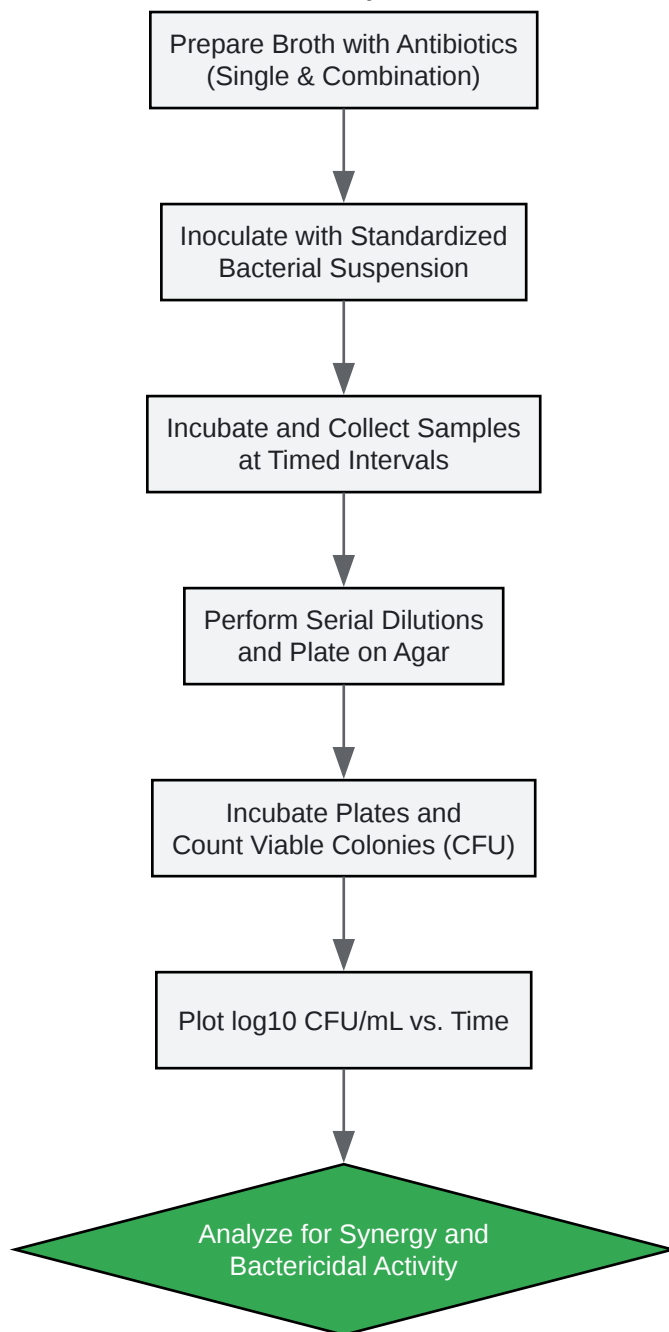 Prepare Broth with Antibiotics
(Single & Combination)
Inoculate with Standardized
Bacterial Suspension
Incubate and Collect Samples
at Timed Intervals
Perform Serial Dilutions
and Plate on Agar
Incubate Plates and
Count Viable Colonies (CFU)
Plot log10 CFU/mL vs. Time
Analyze for Synergy and
Bactericidal Activity